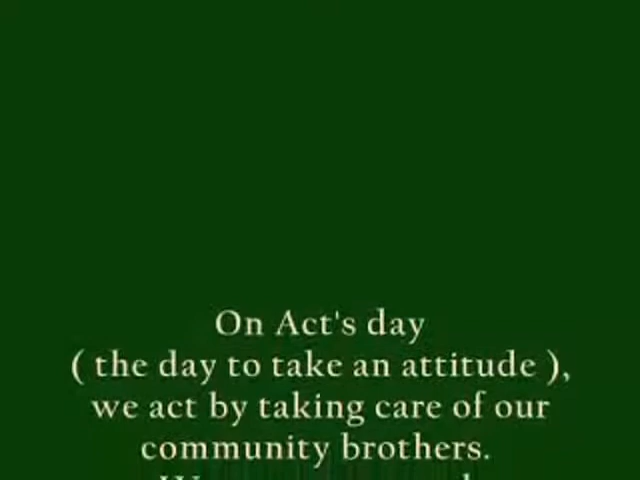 On Act's day
( the day to take an attitude ),
we act by taking care of our
community brothers.